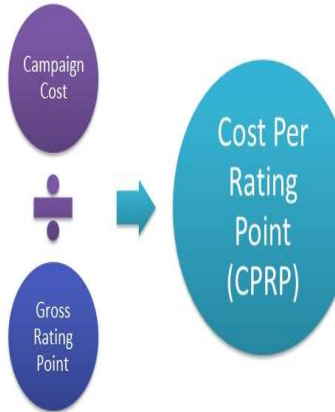 Campaign
Cost
÷
Gross
Rating
Point
Cost Per
Rating
Point
(CPRP)